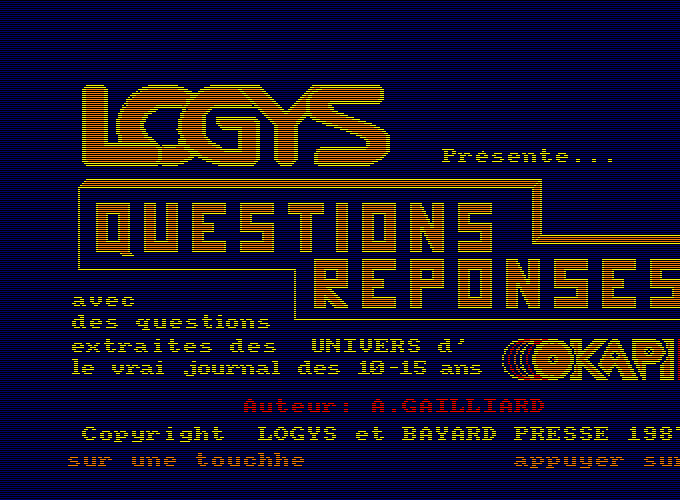 LOGYS
Présente...
QUESTIONS
REPONSES
avec
des questions
extraites des UNIVERS d'
le vrai journal des 10-15 ans
OKAPI
Auteur: A.GAILLIARD
Copyright LOGYS et BAYARD PRESSE 1987
sur une touchhe appuyer sur